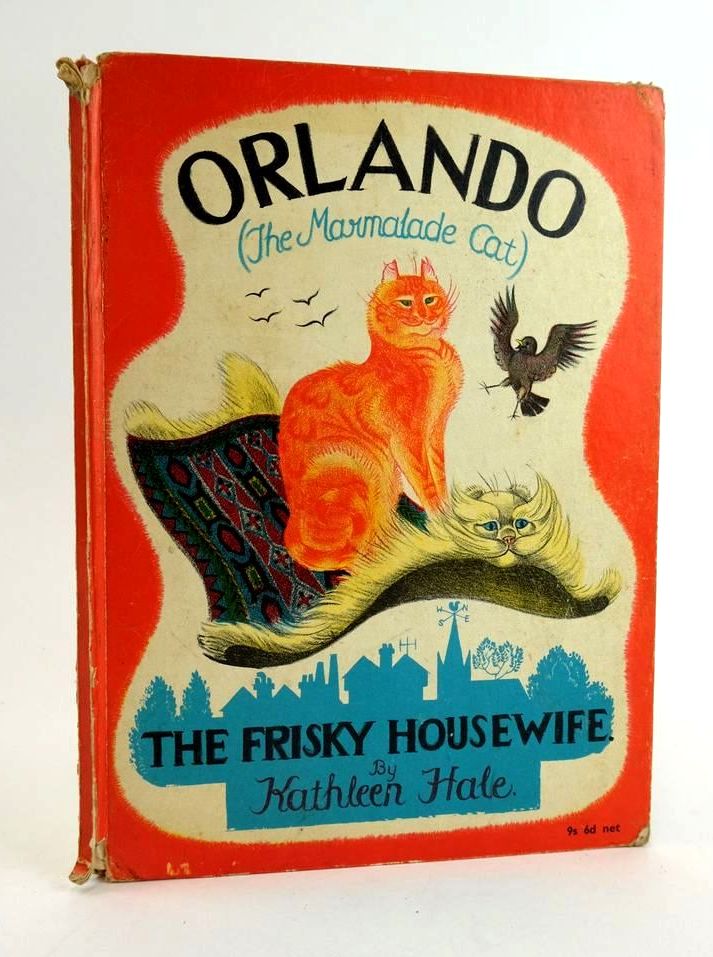 ORLANDO
(The Marmalade Cat)
W N
S E
THE FRISKY HOUSEWIFE.
By
Kathleen Hale.
9s 6d net